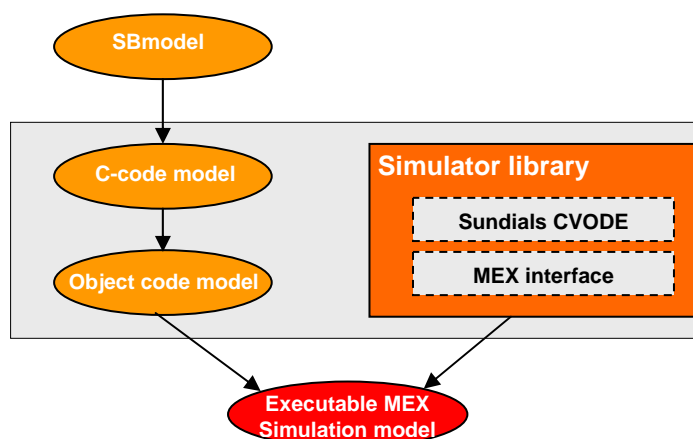 SBmodel
C-code model
Simulator library
Sundials CVODE
MEX interface
Object code model
Executable MEX
Simulation model